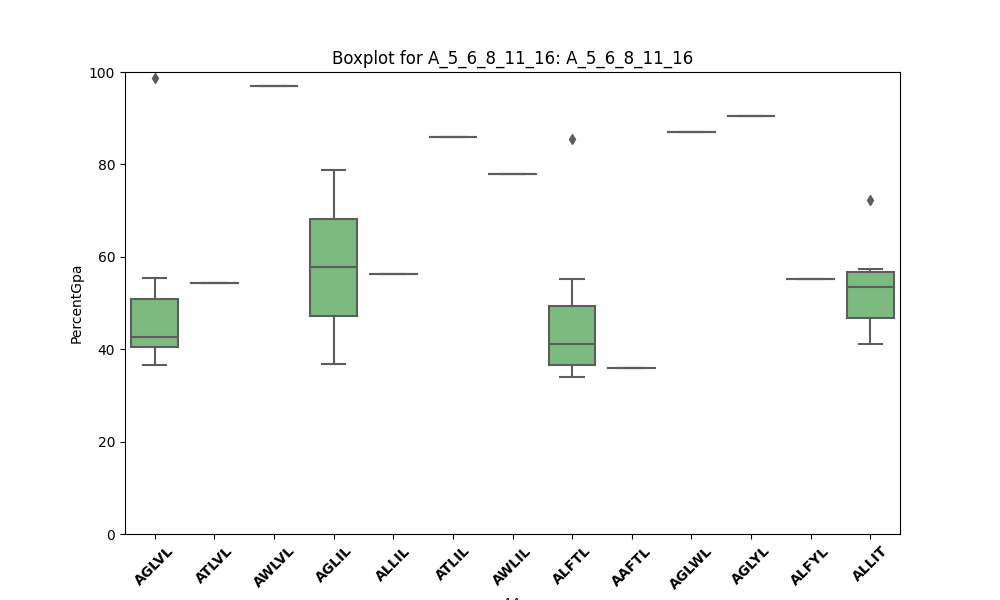 Boxplot for A_5_6_8_11_16: A_5_6_8_11_16
100
80
60
40
20
0
PercentGpa
AGLVL
ATLVL
AWLVL
AGLIL
ALLIL
ATLIL
AWLIL
ALFTL
AAFTL
AGLWL
AGLYL
ALFYL
ALLIT